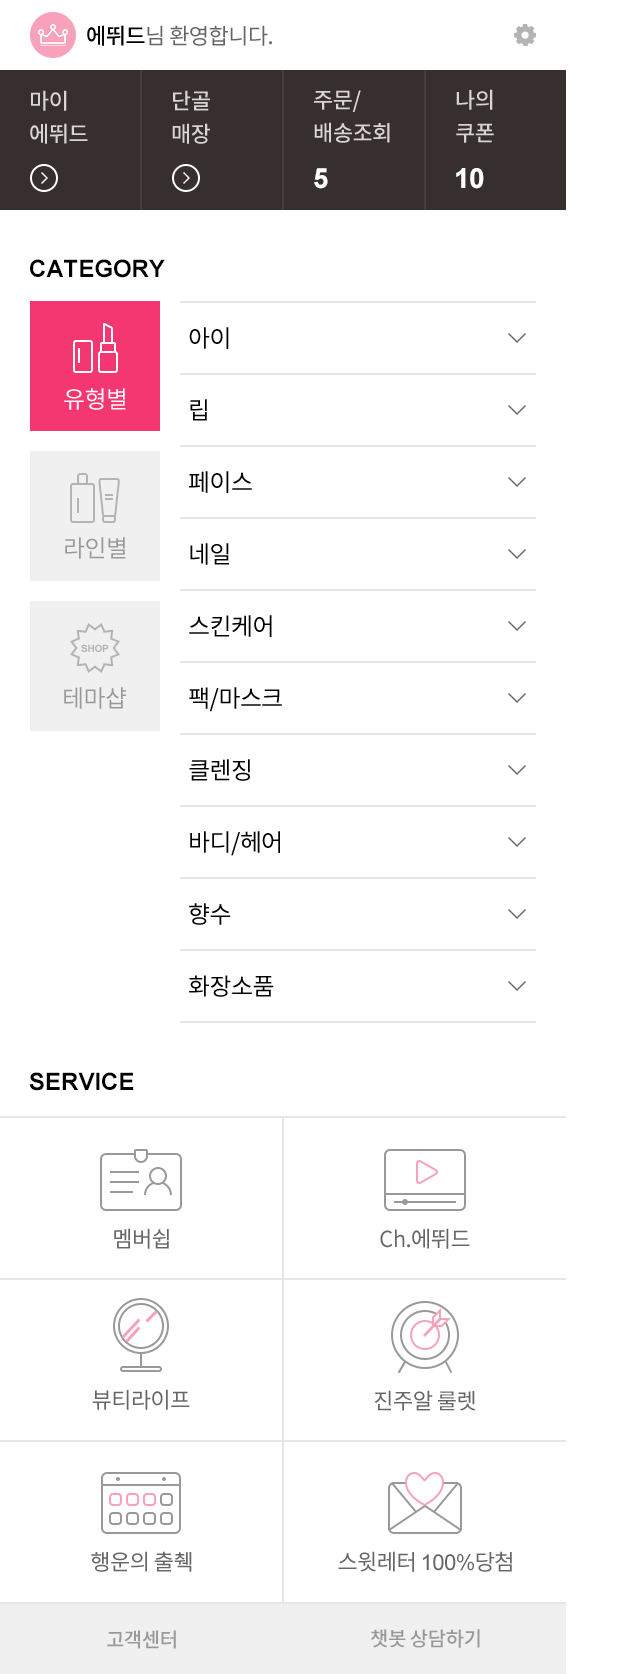 에뛰드님 환영합니다.
마이
에뛰드
단골
매장
주문/
배송조회
5
나의
쿠폰
10
CATEGORY
유형별
라인별
SHOP
테마샵
아이
립
페이스
네일
스킨케어
팩/마스크
클렌징
바디/헤어
향수
화장소품
SERVICE
멤버쉽
Ch.에뛰드
뷰티라이프
진주알 룰렛
행운의 출췍
스윗레터 100%당첨
고객센터
챗봇 상담하기